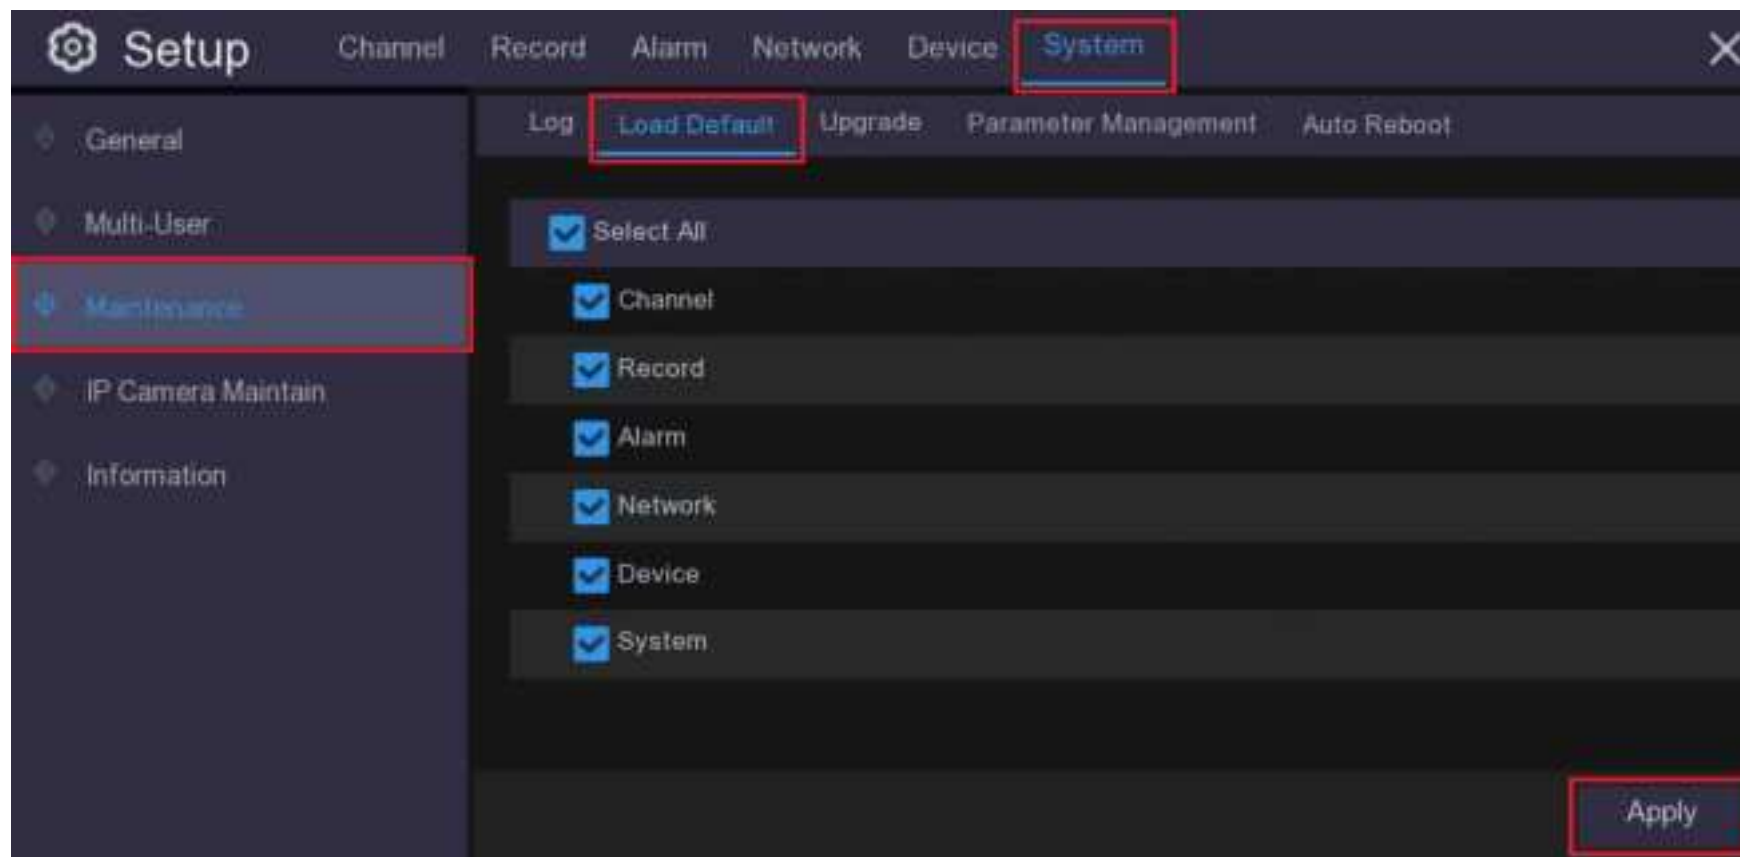 Setup Channel Record Alarm Network Device System
General
Multi-User
Maintenance
IP Camera Maintain
Information
Log Load Default Upgrade Parameter Management Auto Reboot
Select All
Channel
Record
Alarm
Network
Device
System
Apply